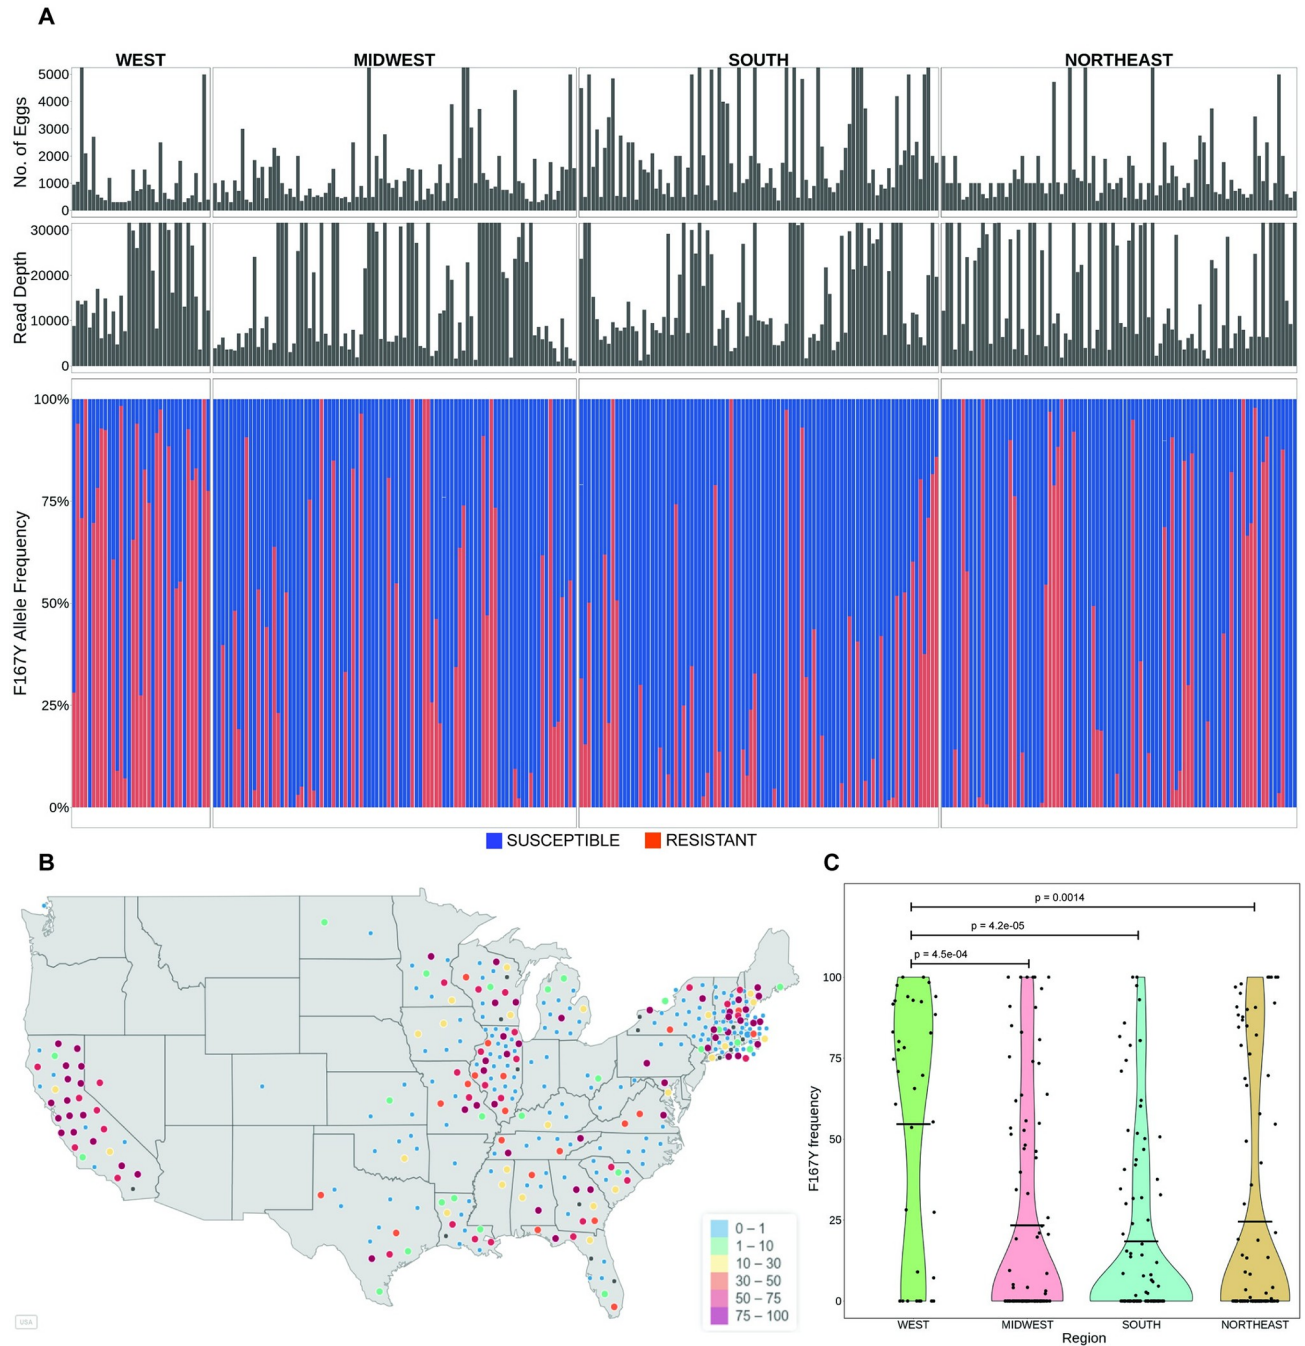 A
WEST MIDWEST SOUTH NORTHEAST
No. of Eggs
5000
4000
3000
2000
1000
0
Read Depth
30000
20000
10000
0
F167Y Allele Frequency
100%
75%
50%
25%
0%
SUSCEPTIBLE RESISTANT
B
0 – 1
1 – 10
10 – 30
30 – 50
50 – 75
75 – 100
USA
C
p = 0.0014
p = 4.2e-05
p = 4.5e-04
F167Y frequency
100
75
50
25
0
WEST MIDWEST SOUTH NORTHEAST
Region